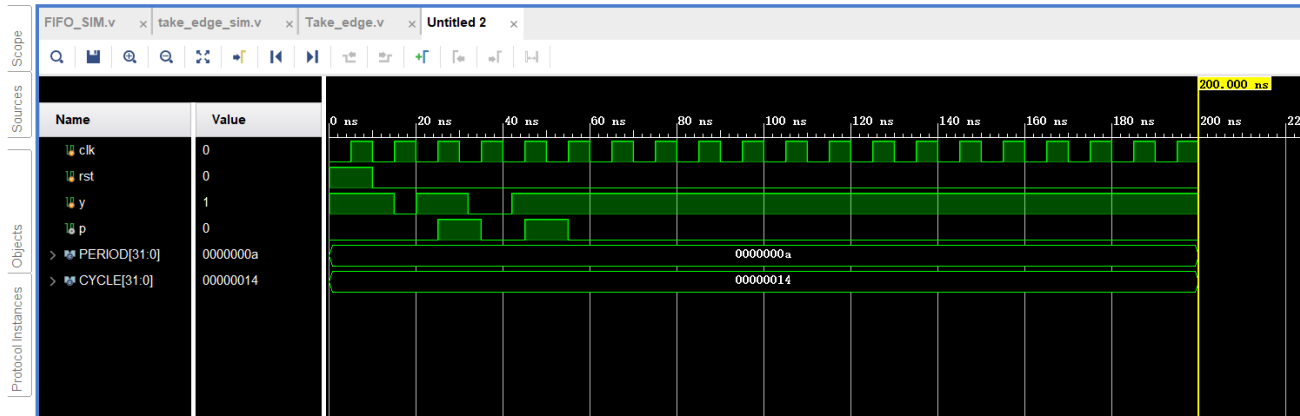 FIFO_SIM.v × take_edge_sim.v × Take_edge.v × Untitled 2 ×
Scope
Sources
Objects
Protocol Instances
200.000 ns
Name Value
0 ns 20 ns 40 ns 60 ns 80 ns 100 ns 120 ns 140 ns 160 ns 180 ns 200 ns 22
clk 0
rst 0
y 1
p 0
PERIOD[31:0] 0000000a 0000000a
CYCLE[31:0] 00000014 00000014